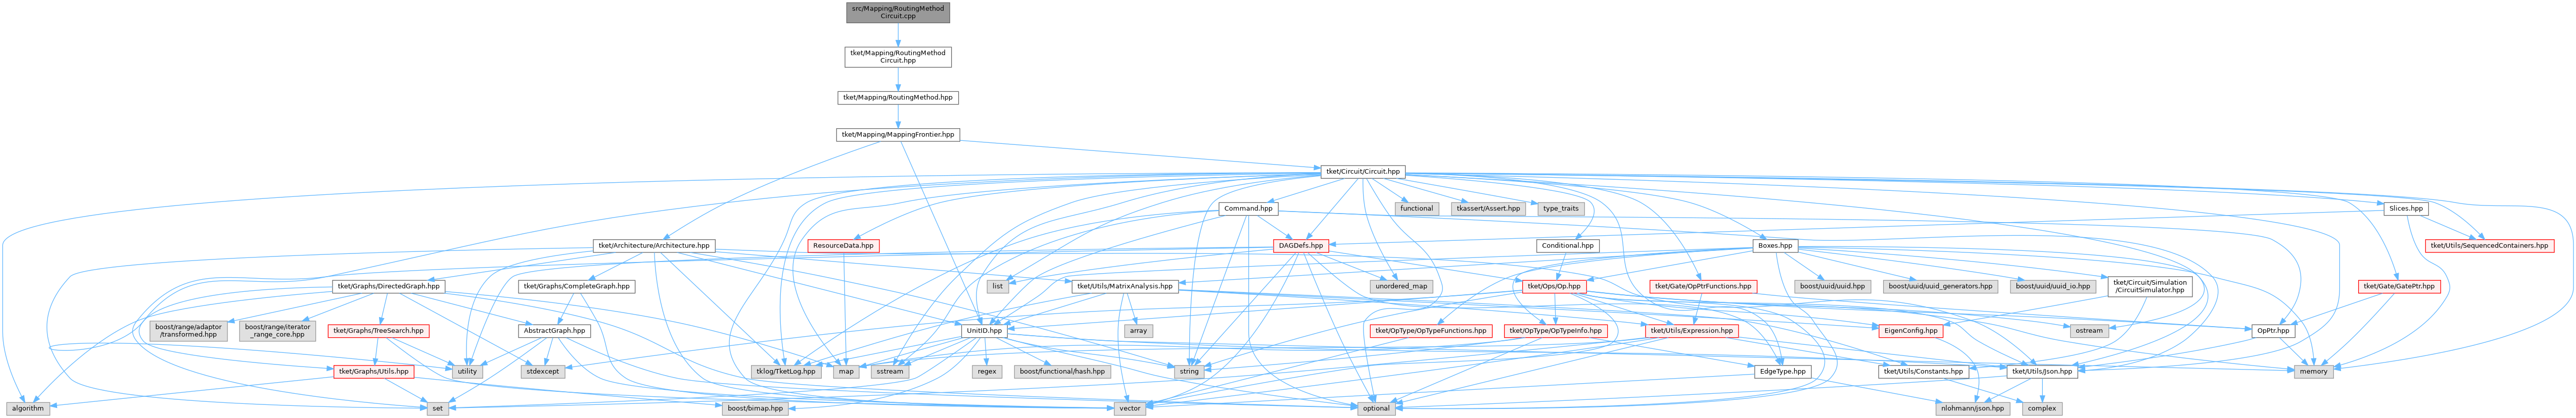 src/Mapping/RoutingMethod
Circuit.cpp
tket/Mapping/RoutingMethod
Circuit.hpp
tket/Mapping/RoutingMethod.hpp
tket/Mapping/MappingFrontier.hpp
tket/Circuit/Circuit.hpp
Command.hpp
functional
tkassert/Assert.hpp
type_traits
Slices.hpp
tket/Architecture/Architecture.hpp
ResourceData.hpp
DAGDefs.hpp
Conditional.hpp
Boxes.hpp
tket/Utils/SequencedContainers.hpp
tket/Graphs/DirectedGraph.hpp
tket/Graphs/CompleteGraph.hpp
list
tket/Utils/MatrixAnalysis.hpp
unordered_map
tket/Ops/Op.hpp
tket/Gate/OpPtrFunctions.hpp
boost/uuid/uuid.hpp
boost/uuid/uuid_generators.hpp
boost/uuid/uuid_io.hpp
tket/Circuit/Simulation
/CircuitSimulator.hpp
tket/Gate/GatePtr.hpp
boost/range/adaptor
/transformed.hpp
boost/range/iterator
_range_core.hpp
tket/Graphs/TreeSearch.hpp
AbstractGraph.hpp
UnitID.hpp
array
tket/OpType/OpTypeFunctions.hpp
tket/OpType/OpTypeInfo.hpp
tket/Utils/Expression.hpp
EigenConfig.hpp
ostream
OpPtr.hpp
tket/Graphs/Utils.hpp
utility
stdexcept
tklog/TketLog.hpp
map
sstream
regex
boost/functional/hash.hpp
string
EdgeType.hpp
tket/Utils/Constants.hpp
tket/Utils/Json.hpp
memory
algorithm
set
boost/bimap.hpp
vector
optional
nlohmann/json.hpp
complex